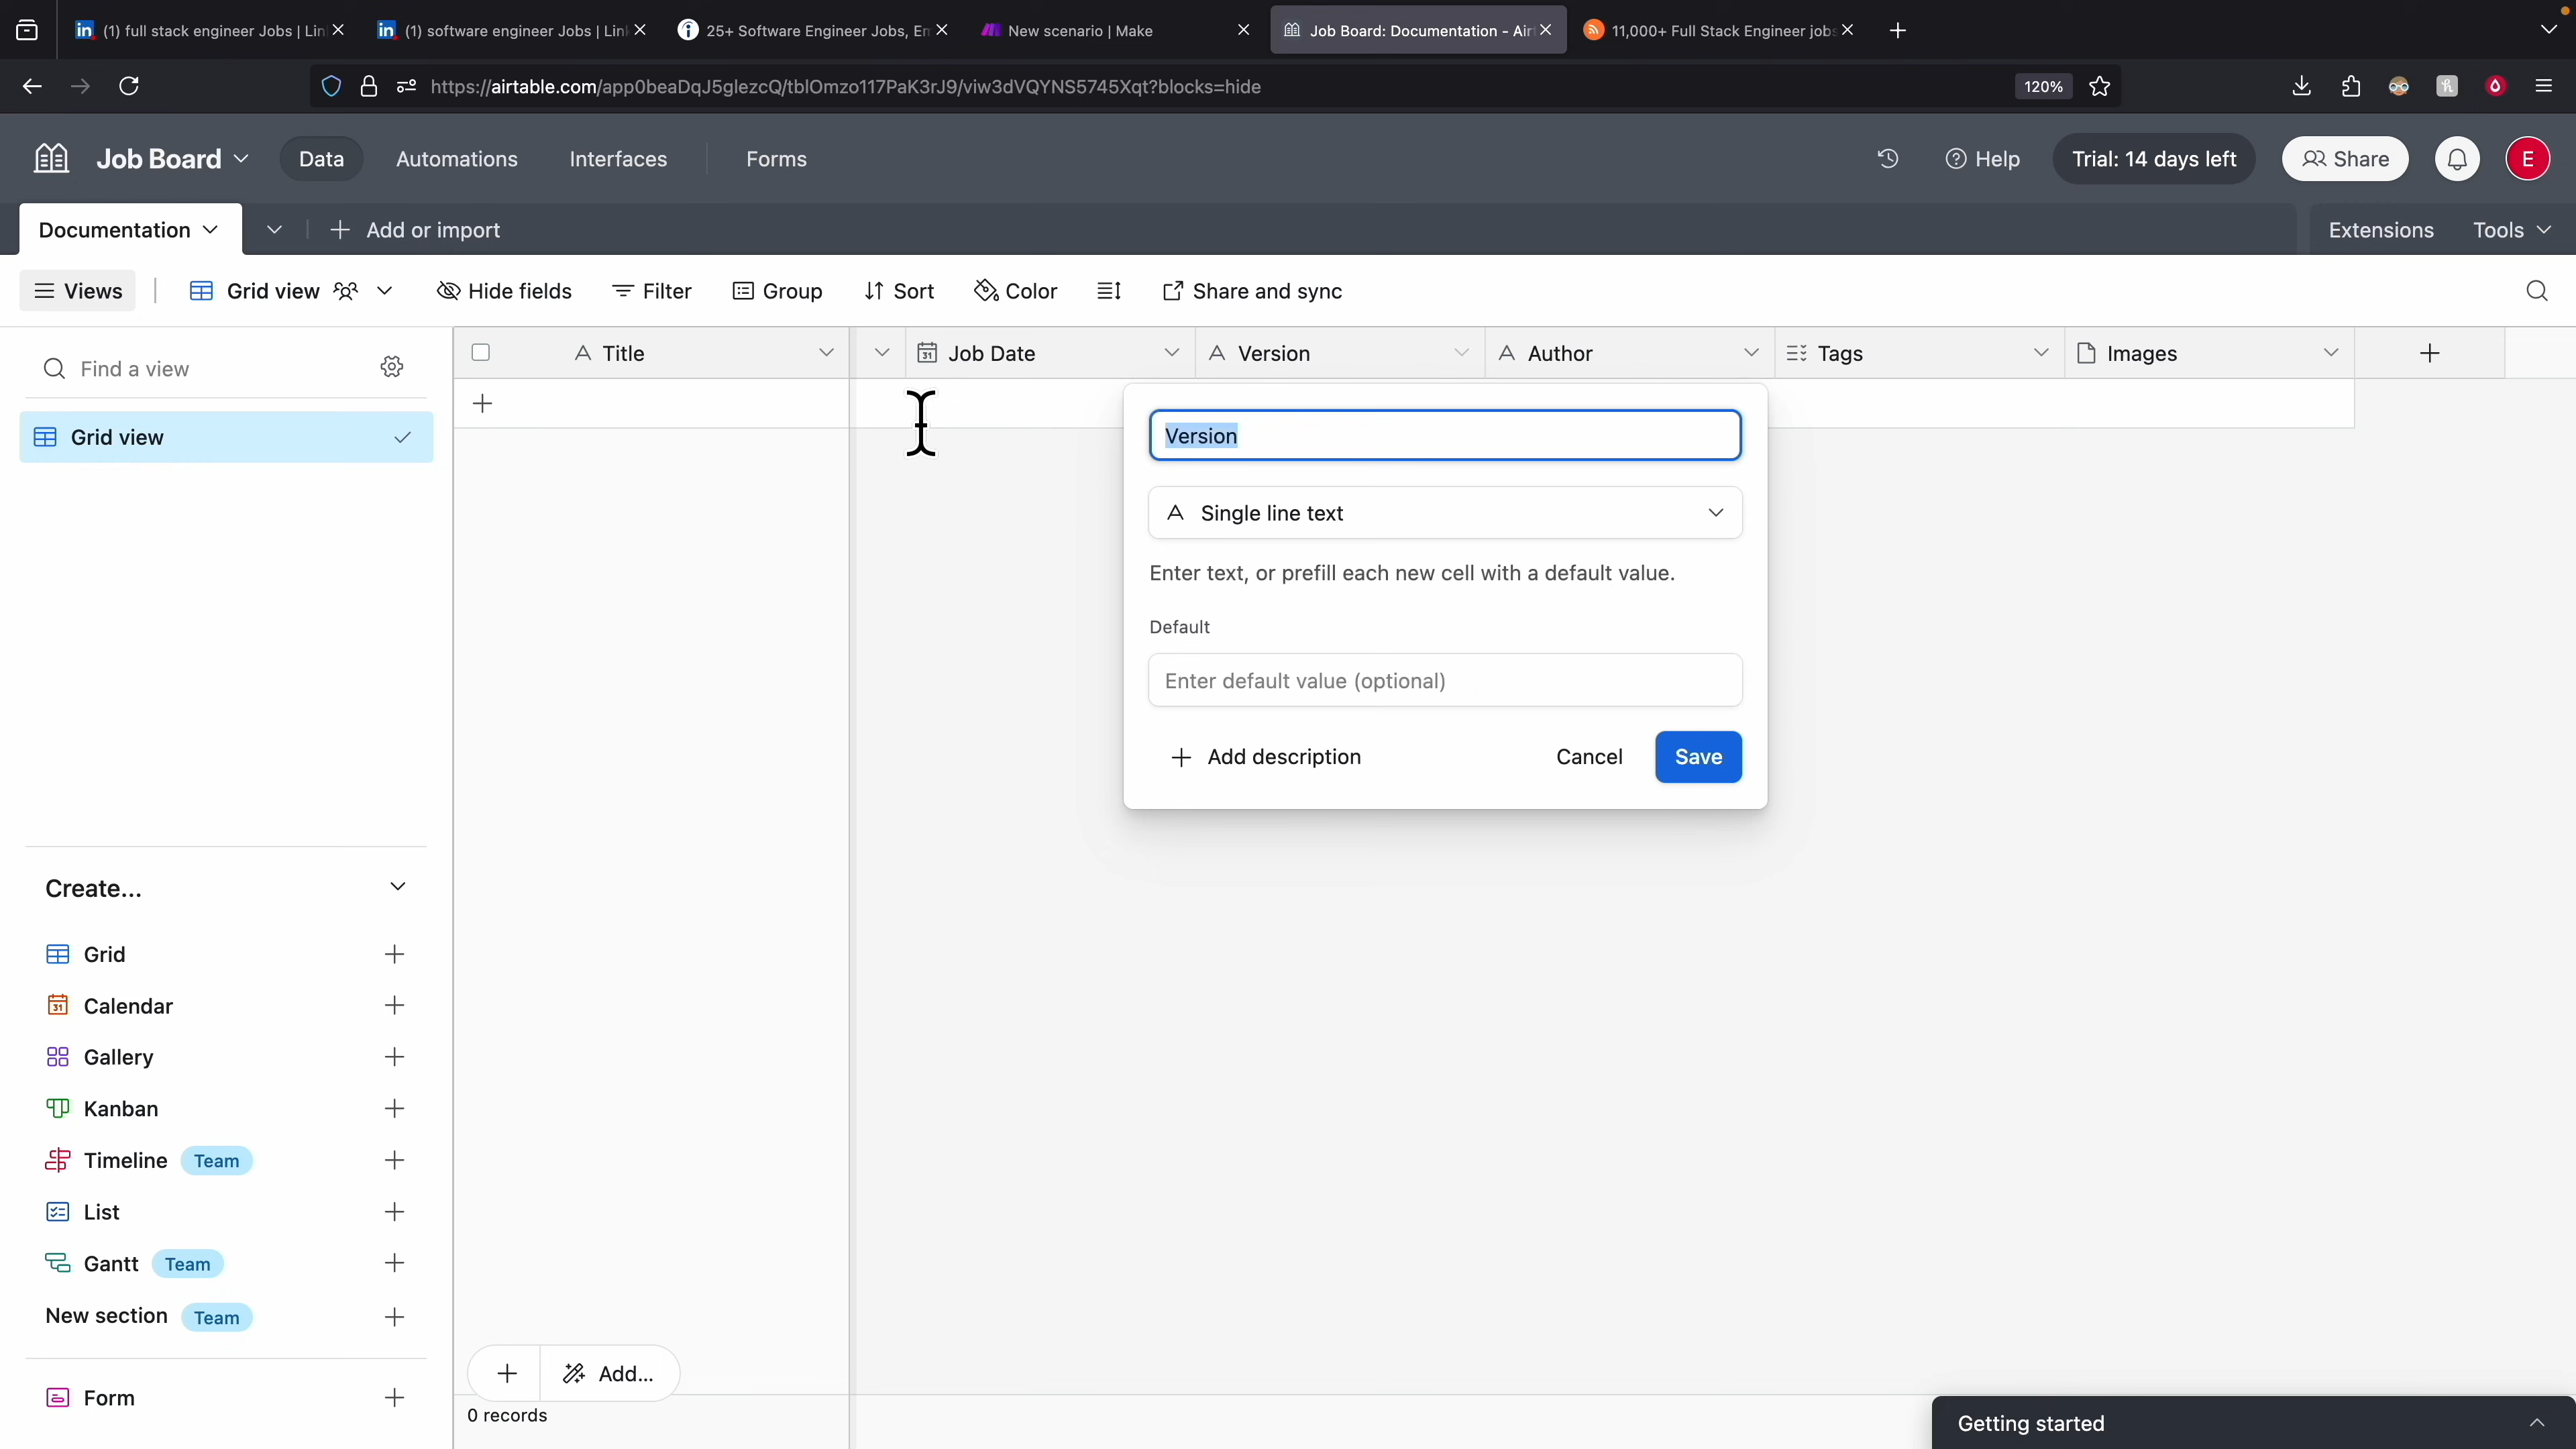 (1) full stack engineer Jobs | Lin
(1) software engineer Jobs | Lin
25+ Software Engineer Jobs, Em
New scenario | Make
Job Board: Documentation - Air
11,000+ Full Stack Engineer jobs
https://airtable.com/app0beaDqJ5glezcQ/tblOmzo117PaK3rJ9/viw3dVQYNS5745Xqt?blocks=hide
120%
Job Board
Data
Automations
Interfaces
Forms
Help
Trial: 14 days left
Share
E
Documentation
Add or import
Extensions
Tools
Views
Grid view
Hide fields
Filter
Group
Sort
Color
Share and sync
Find a view
Title
Job Date
Version
Author
Tags
Images
Grid view
Version
Single line text
Enter text, or prefill each new cell with a default value.
Default
Enter default value (optional)
Add description
Cancel
Save
Create...
Grid
Calendar
Gallery
Kanban
Timeline Team
List
Gantt Team
New section Team
Form
Add...
0 records
Getting started